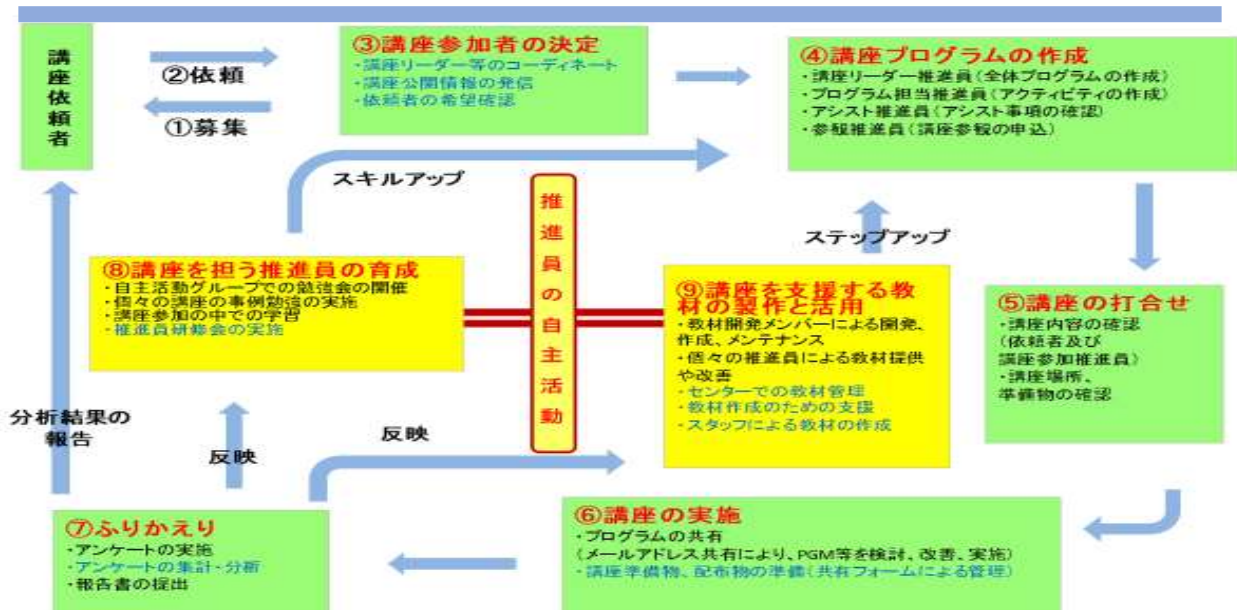 講座依頼者
②依頼
①募集
③講座参加者の決定
・講座リーダー等のコーディネート
・講座公開情報の発信
・依頼者の希望確認
④講座プログラムの作成
・講座リーダー推進員(全体プログラムの作成)
・プログラム担当推進員(アクティビティの作成)
・アシスト推進員(アシスト事項の確認)
・参観推進員(講座参観の申込)
スキルアップ
推進員の自主活動
ステップアップ
⑧講座を担う推進員の育成
・自主活動グループでの勉強会の開催
・個々の講座の事例勉強の実施
・講座参加の中での学習
・推進員研修会の実施
⑨講座を支援する教
材の製作と活用
・教材開発メンバーによる開発、
作成、メンテナンス
・個々の推進員による教材提供
や改善
・センターでの教材管理
・教材作成のための支援
・スタッフによる教材の作成
⑤講座の打合せ
・講座内容の確認
(依頼者及び
講座参加推進員)
・講座場所、
準備物の確認
分析結果の
報告
反映
反映
⑦ふりかえり
・アンケートの実施
・アンケートの集計・分析
・報告書の提出
⑥講座の実施
・プログラムの共有
(メールアドレス共有により、PGM等を検討、改善、実施)
・講座準備物、配布物の準備(共有フォームによる管理)